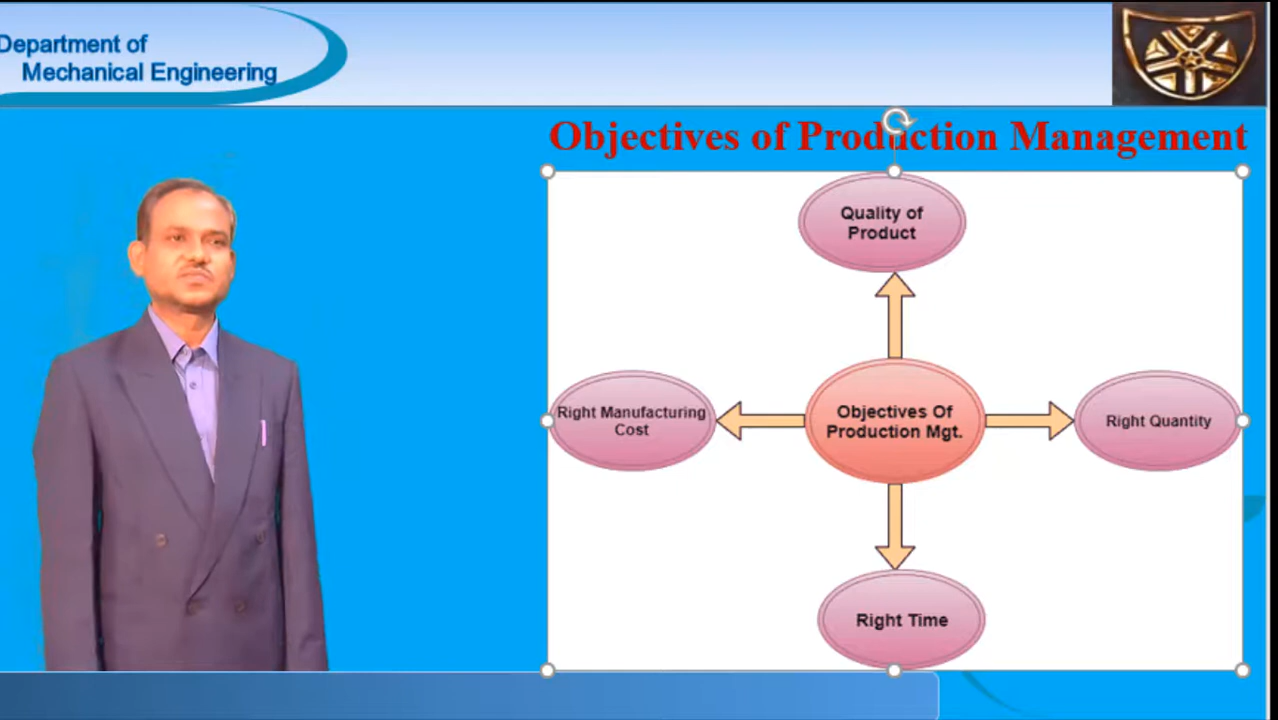 Department of
Mechanical Engineering
Objectives of Production Management
Quality of
Product
Right Manufacturing
Cost
Objectives Of
Production Mgt.
Right Quantity
Right Time